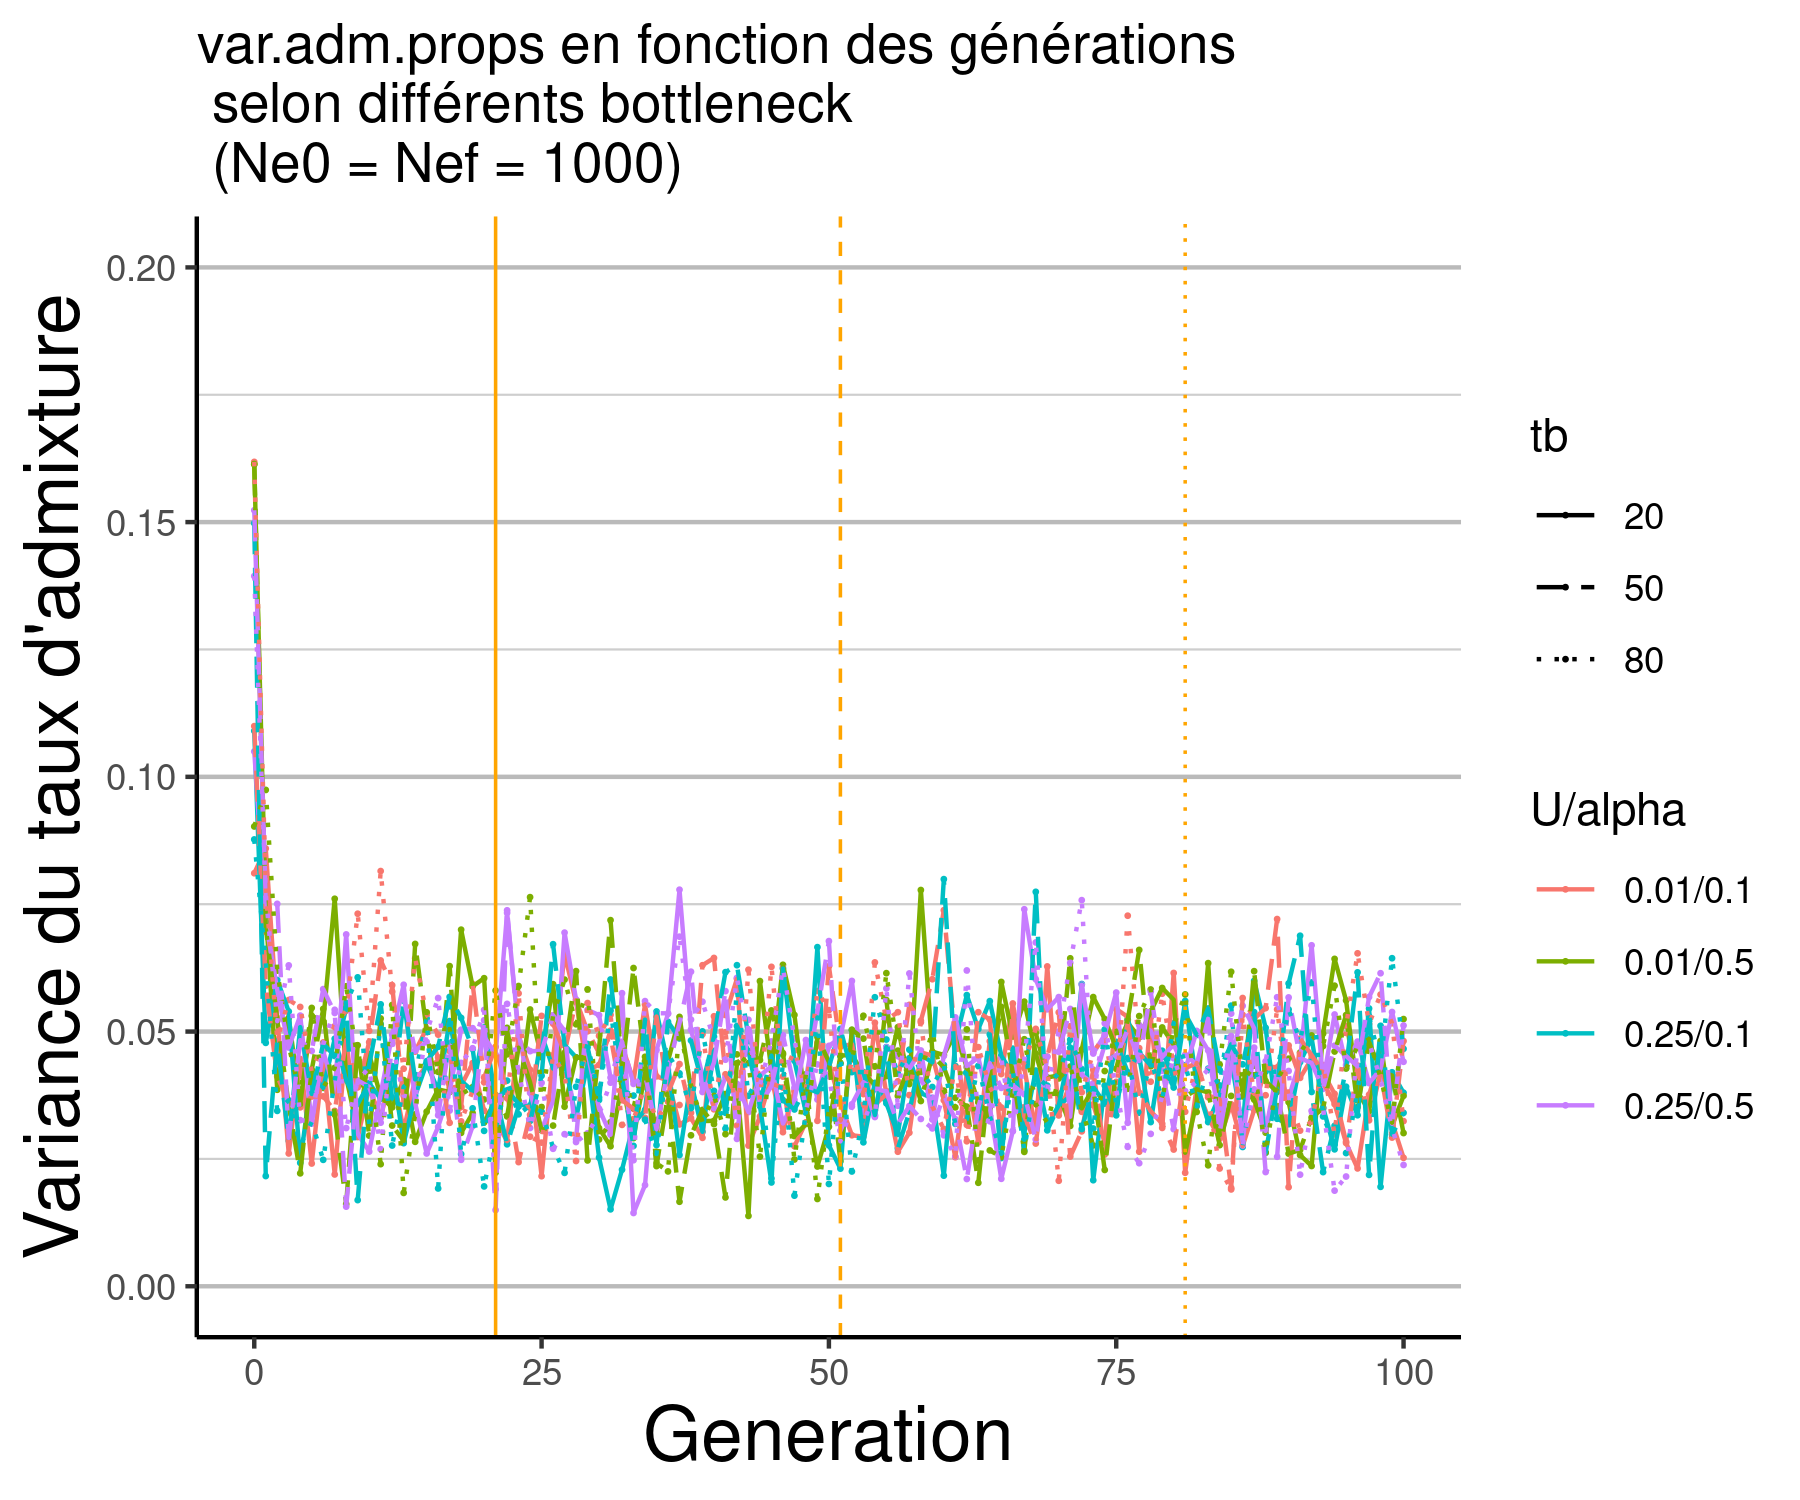 var.adm.props en fonction des générations
selon différents bottleneck
(Ne0 = Nef = 1000)
Variance du taux d'admixture
0.20
0.15
0.10
0.05
0.00
0
25
50
75
100
Generation
tb
20
50
80
U/alpha
0.01/0.1
0.01/0.5
0.25/0.1
0.25/0.5